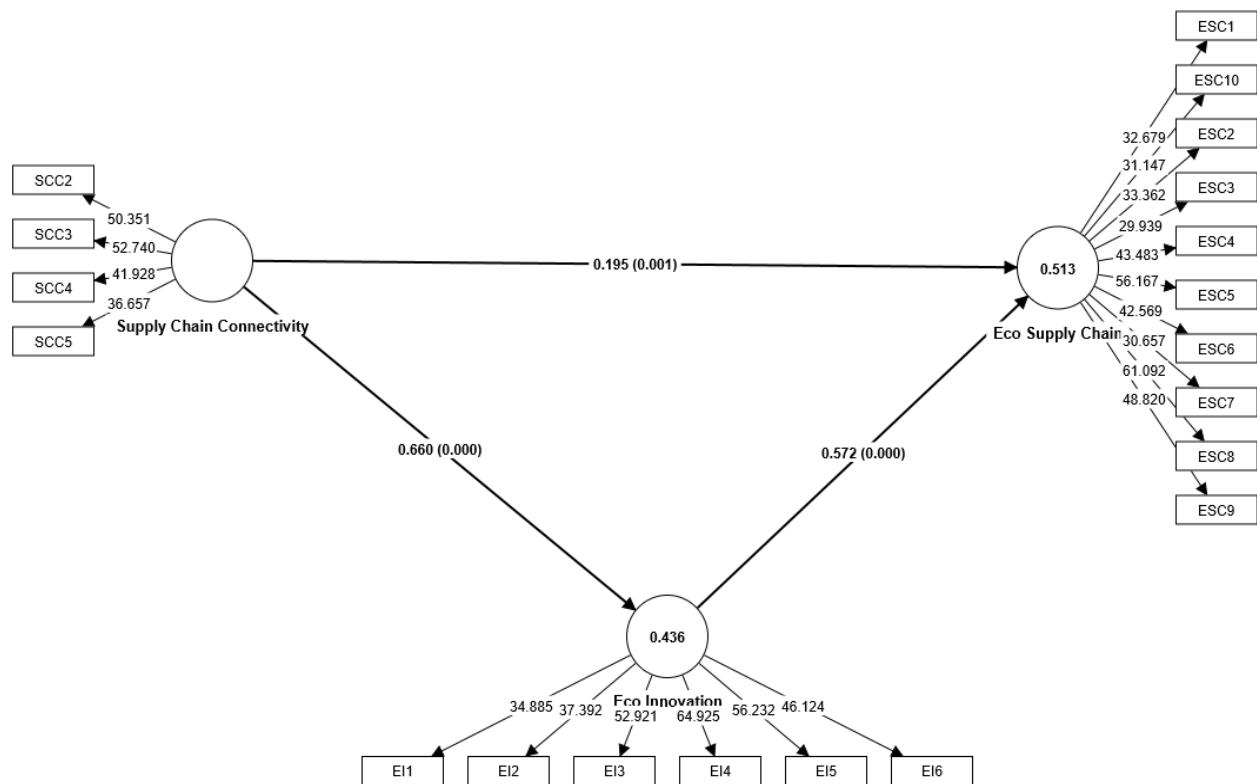 ESC1
ESC10
ESC2
ESC3
ESC4
ESC5
ESC6
ESC7
ESC8
ESC9
32.679
31.147
33.362
29.939
43.483
56.167
42.569
30.657
61.092
48.820
SCC2
SCC3
SCC4
SCC5
50.351
52.740
41.928
36.657
Supply Chain Connectivity
0.195 (0.001)
0.513
Eco Supply Chain
0.660 (0.000)
0.572 (0.000)
0.436
Eco Innovation
34.885
37.392
52.921
64.925
56.232
46.124
EI1
EI2
EI3
EI4
EI5
EI6